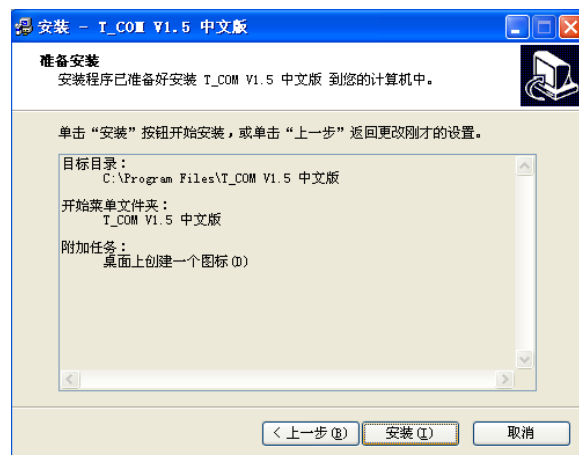 安装 - T_COM V1.5 中文版
准备安装
安装程序已准备好安装 T_COM V1.5 中文版 到您的计算机中。
单击“安装”按钮开始安装，或单击“上一步”返回更改刚才的设置。
目标目录：
C:\Program Files\T_COM V1.5 中文版
开始菜单文件夹：
T_COM V1.5 中文版
附加任务：
桌面上创建一个图标(D)
< 上一步(B) 安装(I) 取消